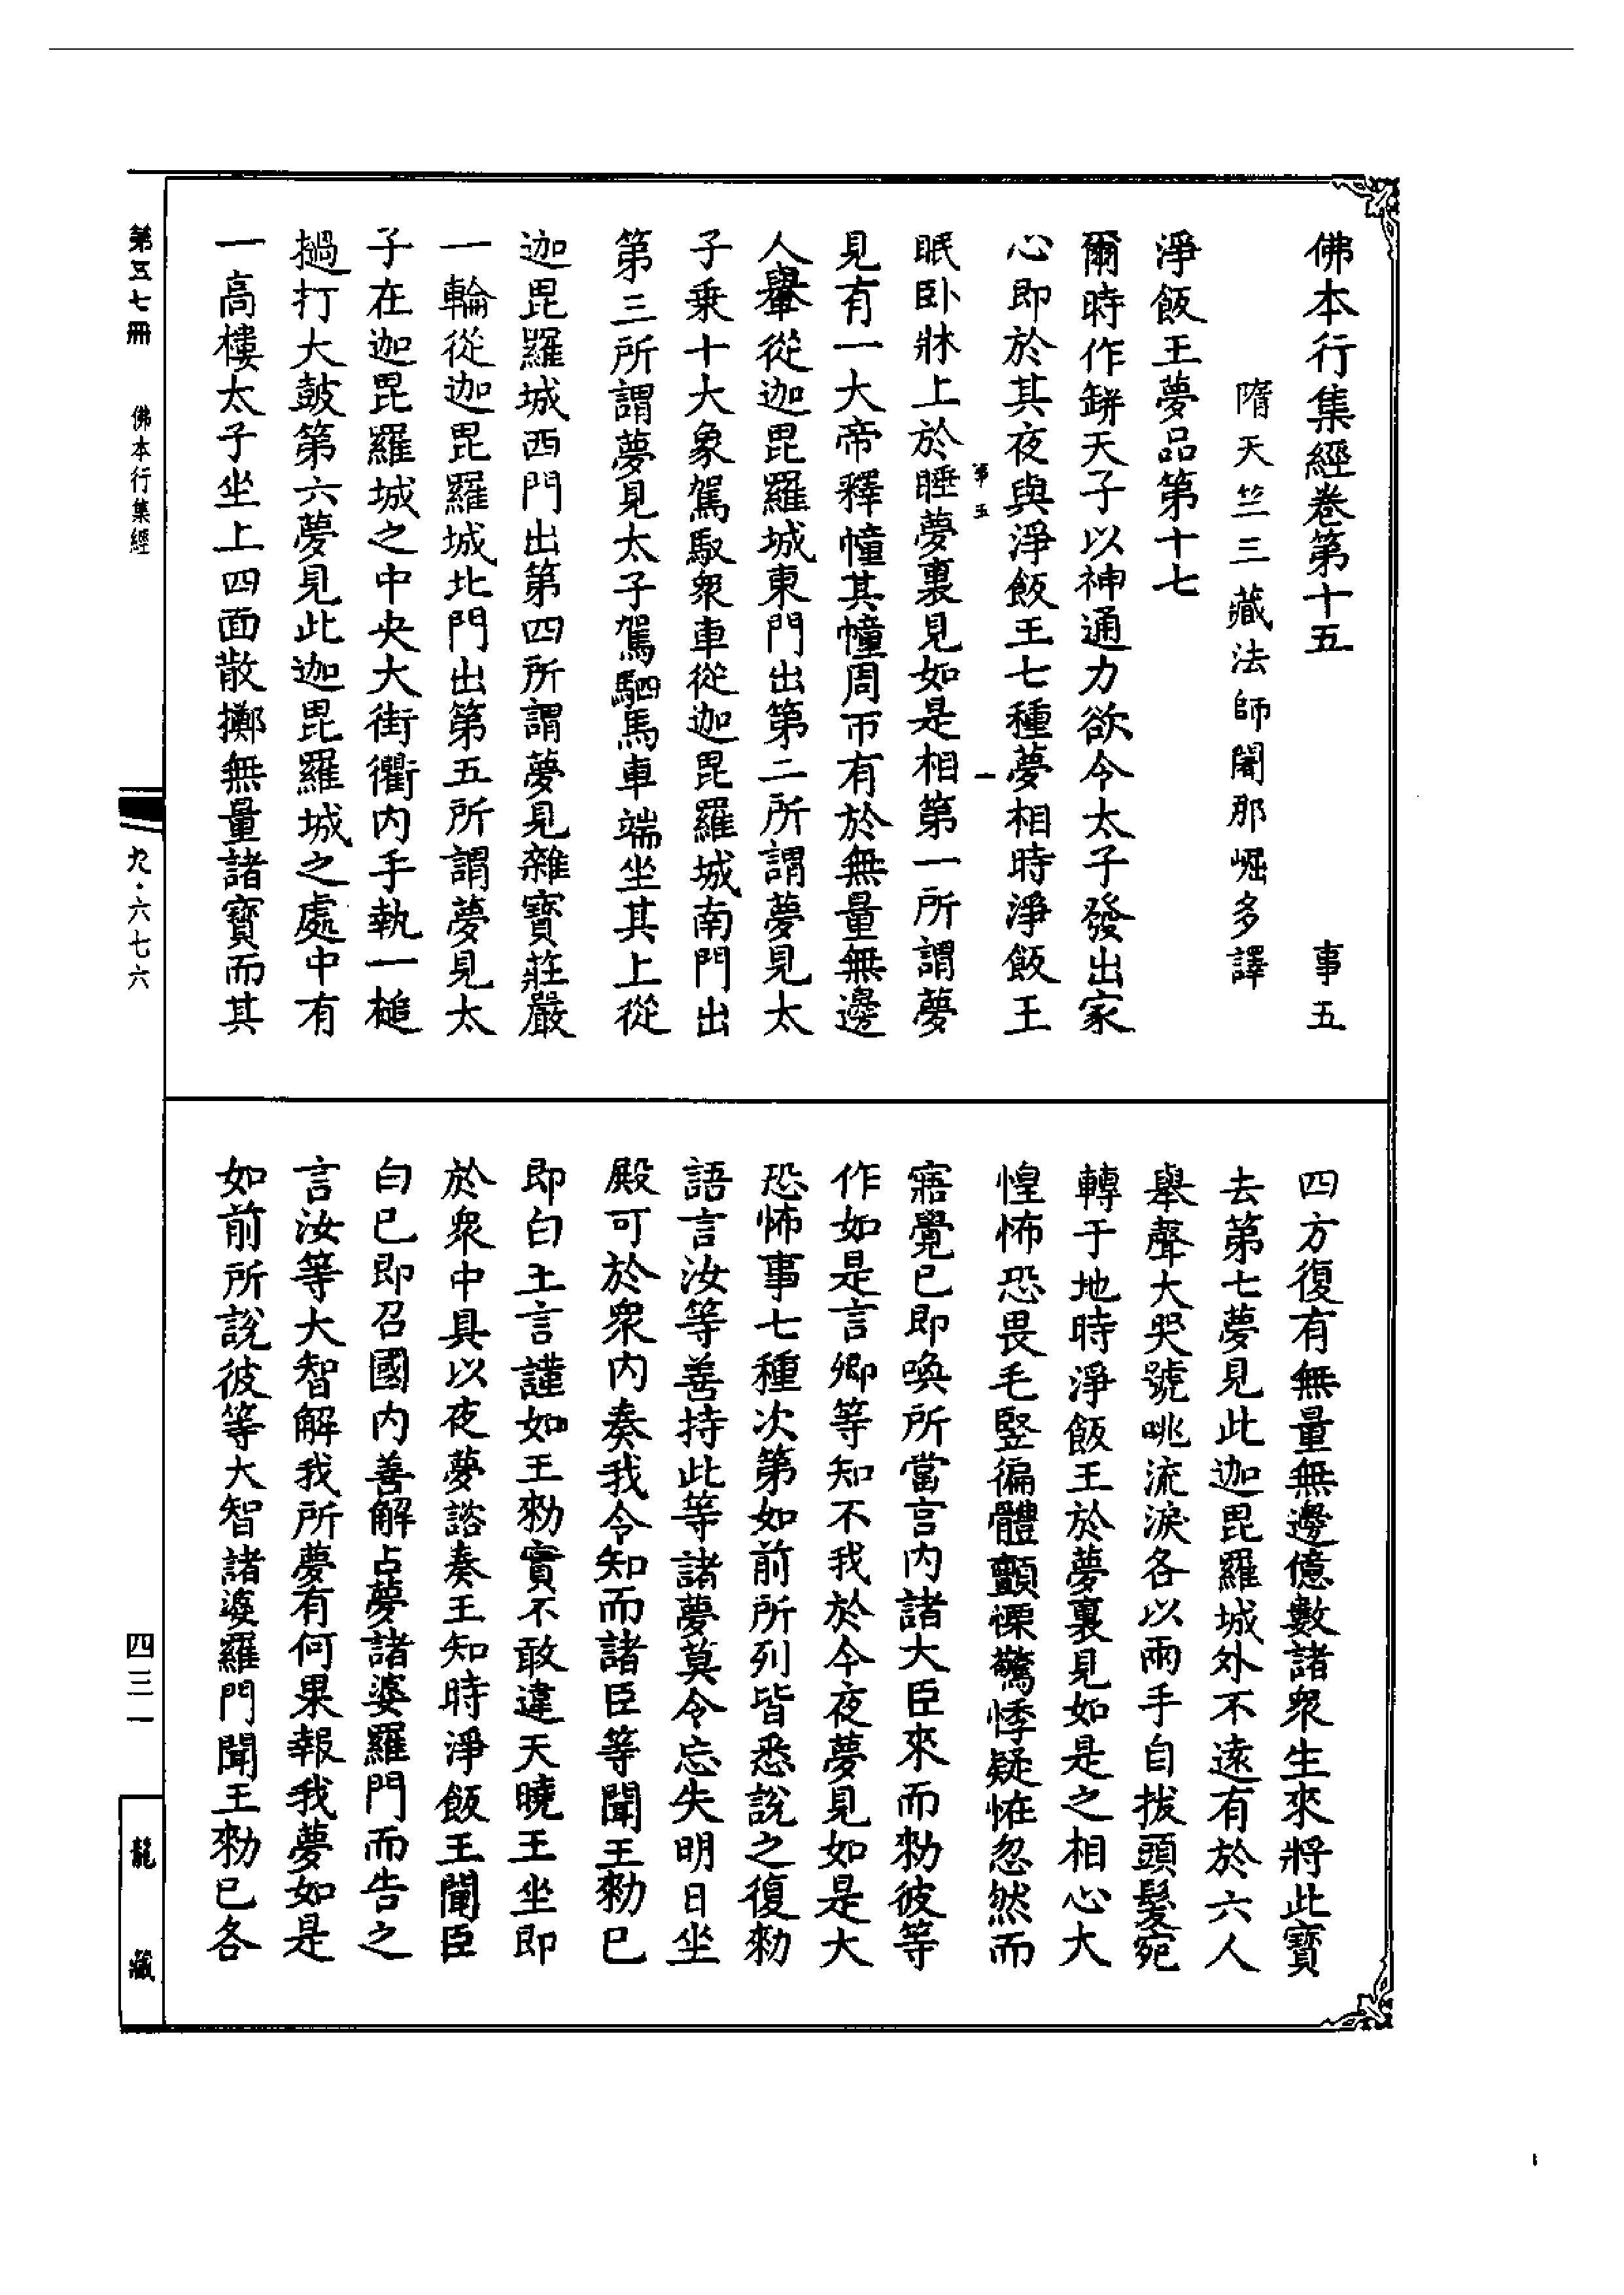 佛本行集經卷第十五　事五
隋天竺三藏法師闍那崛多譯
淨飯王夢品第十七
爾時作缾天子以神通力欲令太子發出家
心即於其夜與淨飯王七種夢相時淨飯王
第五　一
眠卧牀上於睡夢裏見如是相第一所謂夢
見有一大帝釋幢其幢周帀有於無量無邊
人轝從迦毘羅城東門出第二所謂夢見太
子乘十大象駕馭衆車從迦毘羅城南門出
第三所謂夢見太子駕駟馬車端坐其上從
迦毘羅城西門出第四所謂夢見雜寶莊嚴
一輪從迦毘羅城北門出第五所謂夢見太
子在迦毘羅城之中央大街衢内手執一槌
撾打大鼓第六夢見此迦毘羅城之處中有
一高樓太子坐上四面散擲無量諸寶而其
四方復有無量無邊億數諸衆生來將此寶
去第七夢見此迦毘羅城外不遠有於六人
舉聲大哭號咷流淚各以兩手自拔頭髮宛
轉于地時淨飯王於夢裏見如是之相心大
惶怖恐畏毛竪徧體顫慄驚悸疑怪忽然而
寤覺已即喚所當宫内諸大臣來而勑彼等
作如是言卿等知不我於今夜夢見如是大
恐怖事七種次第如前所列皆悉說之復勑
語言汝等善持此等諸夢莫令忘失明日坐
殿可於衆内奏我令知而諸臣等聞王勑已
即白王言謹如王勑實不敢違天曉王坐即
於衆中具以夜夢諮奏王知時淨飯王聞臣
白已即召國内善解占夢諸婆羅門而告之
言汝等大智解我所夢有何果報我夢如是
如前所說彼等大智諸婆羅門聞王勑已各
第五七冊　佛本行集經
九·六七六
四三一
龍藏